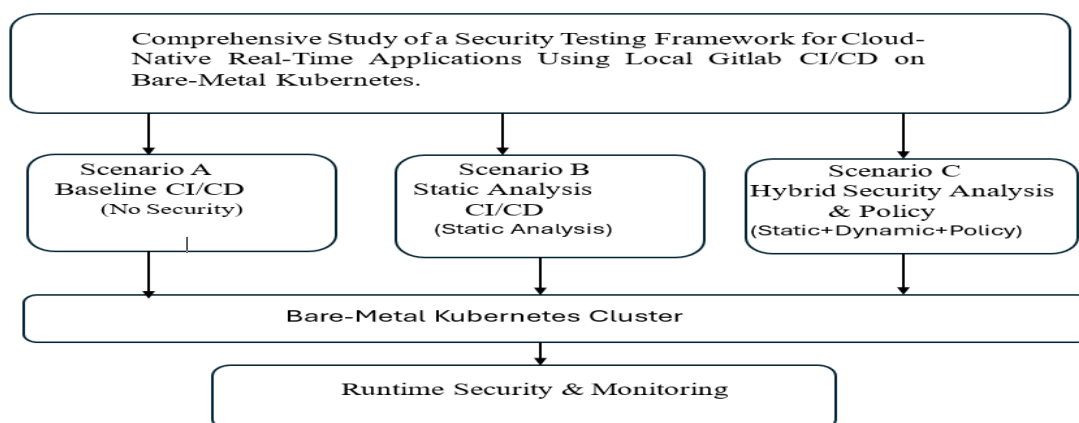 Comprehensive Study of a Security Testing Framework for Cloud-
Native Real-Time Applications Using Local Gitlab CI/CD on
Bare-Metal Kubernetes.
Scenario A
Baseline CI/CD
(No Security)
Scenario B
Static Analysis
CI/CD
(Static Analysis)
Scenario C
Hybrid Security Analysis
& Policy
(Static+Dynamic+Policy)
Bare-Metal Kubernetes Cluster
Runtime Security & Monitoring